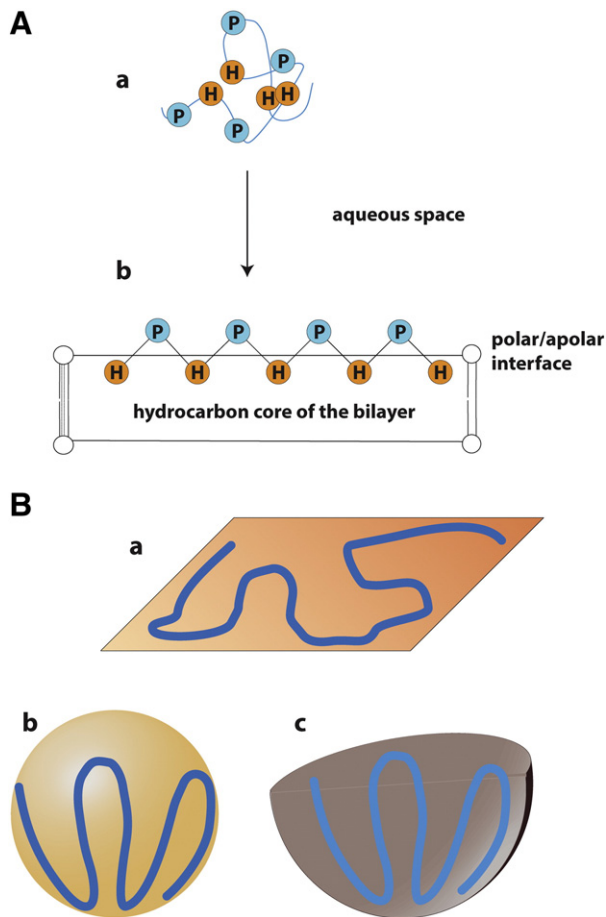 A
P
a
H
P
H
H
H
P
P
aqueous space
b
P
P
P
P
polar/apolar
interface
H
H
H
H
H
hydrocarbon core of the bilayer
B
a
b
c